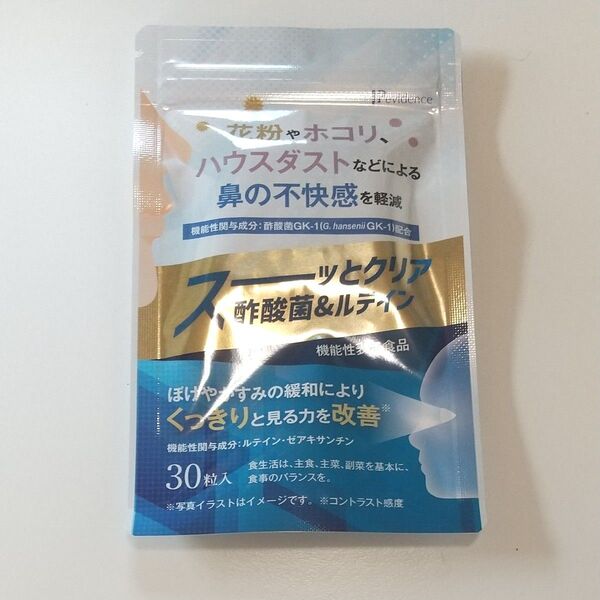 evidence
花粉やホコリ、
ハウスダストなどによる
鼻の不快感を軽減
機能性関与成分：酢酸菌GK-1(G. hansenii GK-1)配合
スーーッとクリア
酢酸菌&ルテイン
機能性 食品
ぼけやかすみの緩和により
くっきりと見る力を改善※
機能性関与成分：ルテイン・ゼアキサンチン
30粒入
食生活は、主食、主菜、副菜を基本に、
食事のバランスを。
※写真イラストはイメージです。 ※コントラスト感度